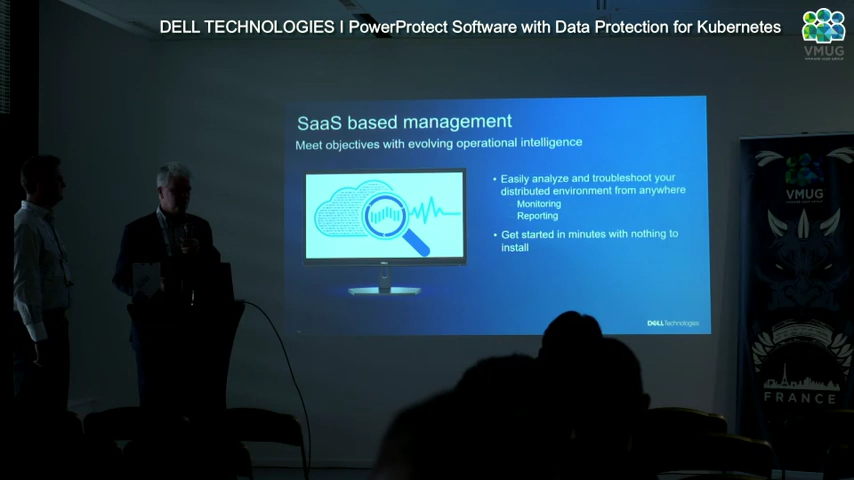 DELL TECHNOLOGIES I PowerProtect Software with Data Protection for Kubernetes
VMUG
SaaS based management
Meet objectives with evolving operational intelligence
• Easily analyze and troubleshoot your
distributed environment from anywhere
Monitoring
Reporting
• Get started in minutes with nothing to
install
DELL
DELLTechnologies
VMUG
FRANCE